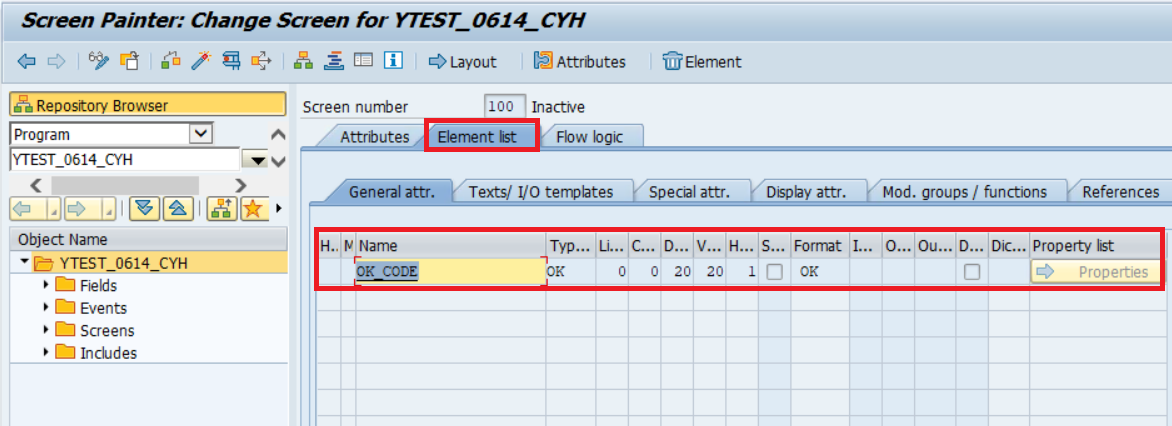 Screen Painter: Change Screen for YTEST_0614_CYH
Layout Attributes Element
Repository Browser
Program
YTEST_0614_CYH
Object Name
YTEST_0614_CYH
Fields
Events
Screens
Includes
Screen number 100 Inactive
Attributes Element list Flow logic
General attr. Texts/ I/O templates Special attr. Display attr. Mod. groups / functions References
H.. M Name Typ... Li... C... D... V... H... S... Format I... O... Ou... D... Dic... Property list
OK_CODE OK 0 0 20 20 1 OK Properties